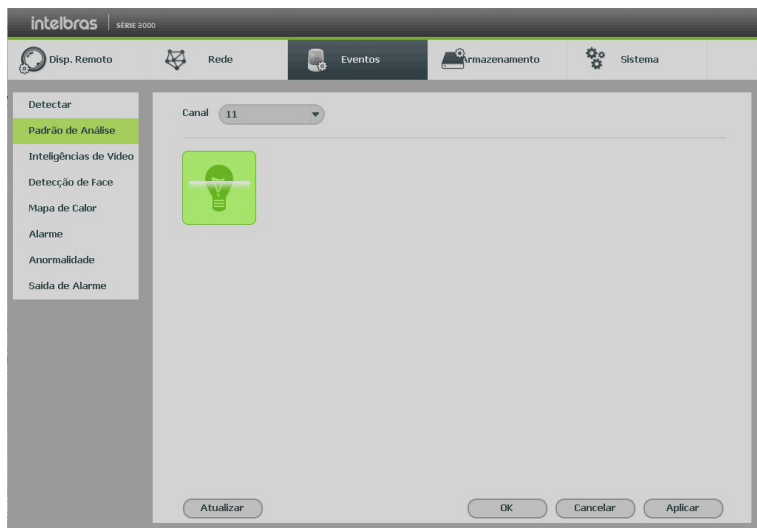 intelbras SÉRIE 3000
Disp. Remoto Rede Eventos Armazenamento Sistema
Detectar
Padrão de Análise
Inteligências de Vídeo
Detecção de Face
Mapa de Calor
Alarme
Anormalidade
Saída de Alarme
Canal 11
Atualizar OK Cancelar Aplicar